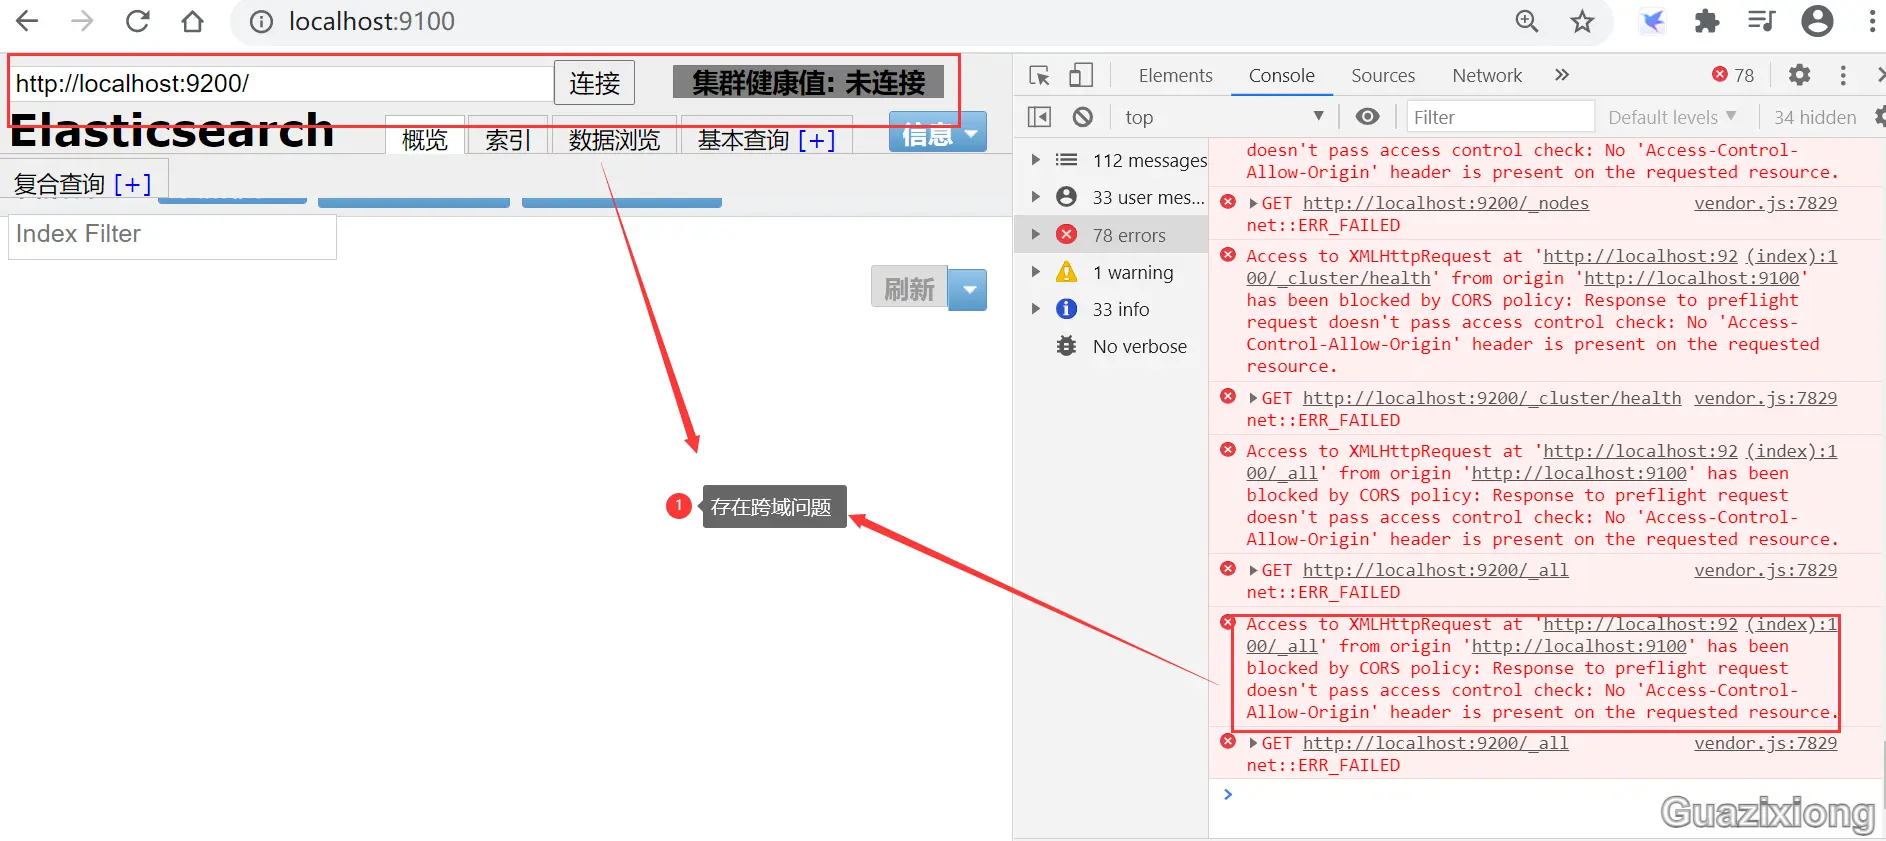 localhost:9100
http://localhost:9200/
连接
集群健康值: 未连接
Elasticsearch
概览
索引
数据浏览
基本查询 [+]
信息
复合查询 [+]
Index Filter
刷新
1
存在跨域问题
Elements
Console
Sources
Network
»
78
top
Filter
Default levels
34 hidden
112 messages
33 user mes...
78 errors
1 warning
33 info
No verbose
doesn't pass access control check: No 'Access-Control-
Allow-Origin' header is present on the requested resource.
GET http://localhost:9200/_nodes vendor.js:7829
net::ERR_FAILED
Access to XMLHttpRequest at 'http://localhost:92 (index):1
00/_cluster/health' from origin 'http://localhost:9100'
has been blocked by CORS policy: Response to preflight
request doesn't pass access control check: No 'Access-
Control-Allow-Origin' header is present on the requested
resource.
GET http://localhost:9200/_cluster/health vendor.js:7829
net::ERR_FAILED
Access to XMLHttpRequest at 'http://localhost:92 (index):1
00/_all' from origin 'http://localhost:9100' has been
blocked by CORS policy: Response to preflight request
doesn't pass access control check: No 'Access-Control-
Allow-Origin' header is present on the requested resource.
GET http://localhost:9200/_all vendor.js:7829
net::ERR_FAILED
Access to XMLHttpRequest at 'http://localhost:92 (index):1
00/_all' from origin 'http://localhost:9100' has been
blocked by CORS policy: Response to preflight request
doesn't pass access control check: No 'Access-Control-
Allow-Origin' header is present on the requested resource.
GET http://localhost:9200/_all vendor.js:7829
net::ERR_FAILED
Guazixiong